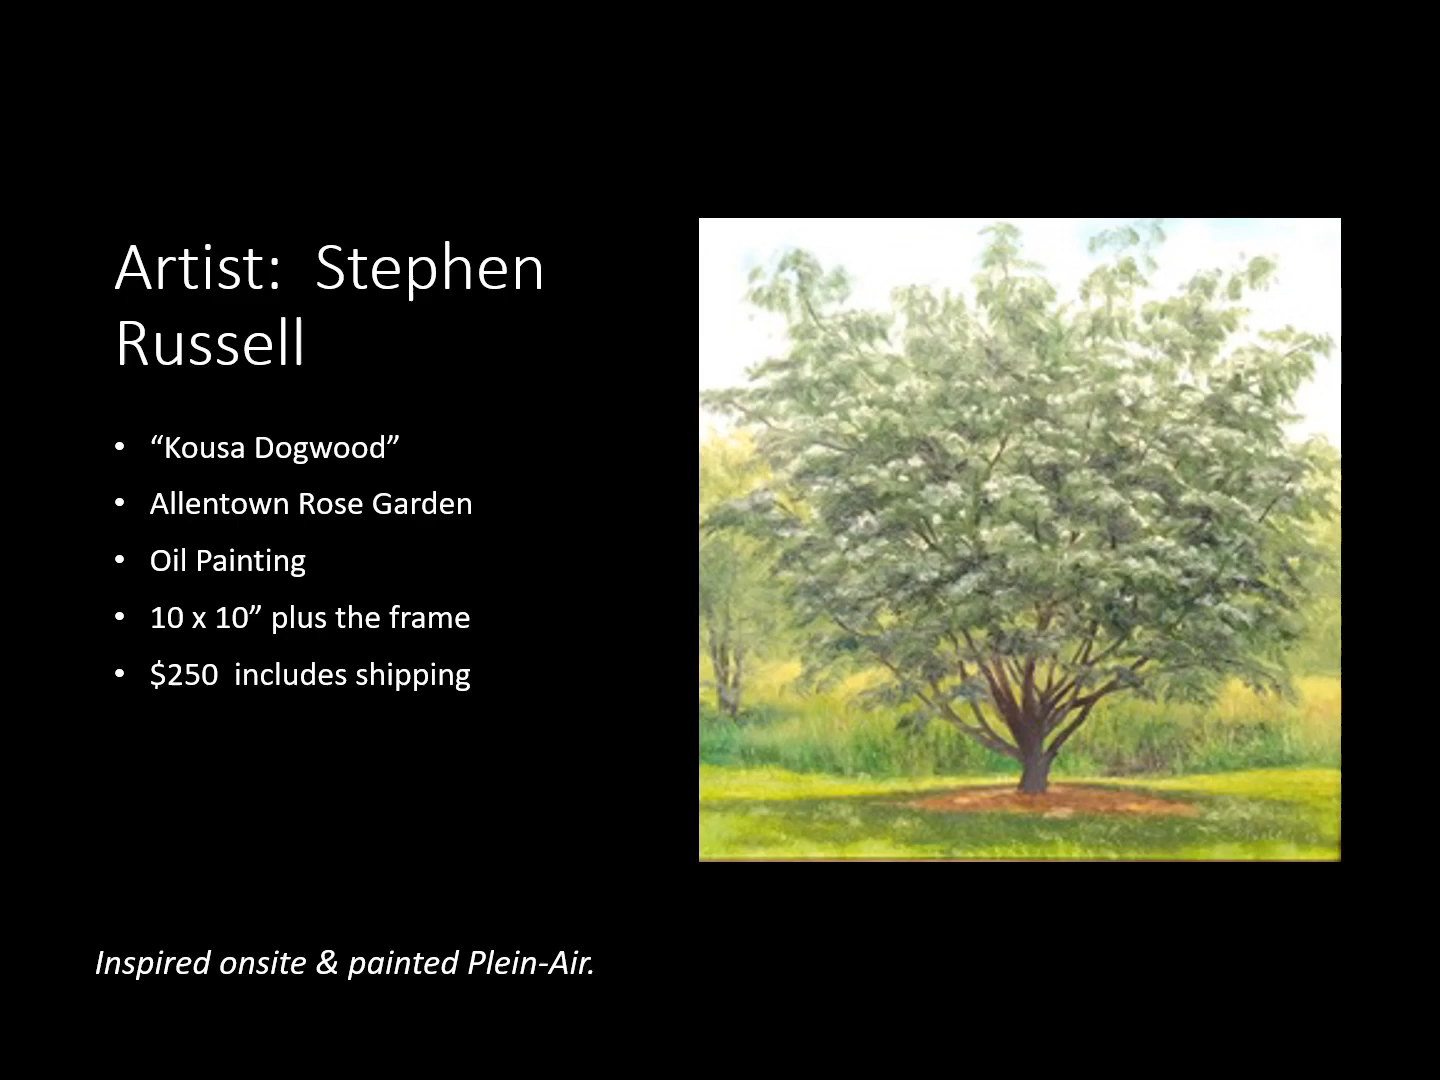 Artist:  Stephen
Russell
• “Kousa Dogwood”
• Allentown Rose Garden
• Oil Painting
• 10 x 10” plus the frame
• $250  includes shipping
Inspired onsite & painted Plein-Air.